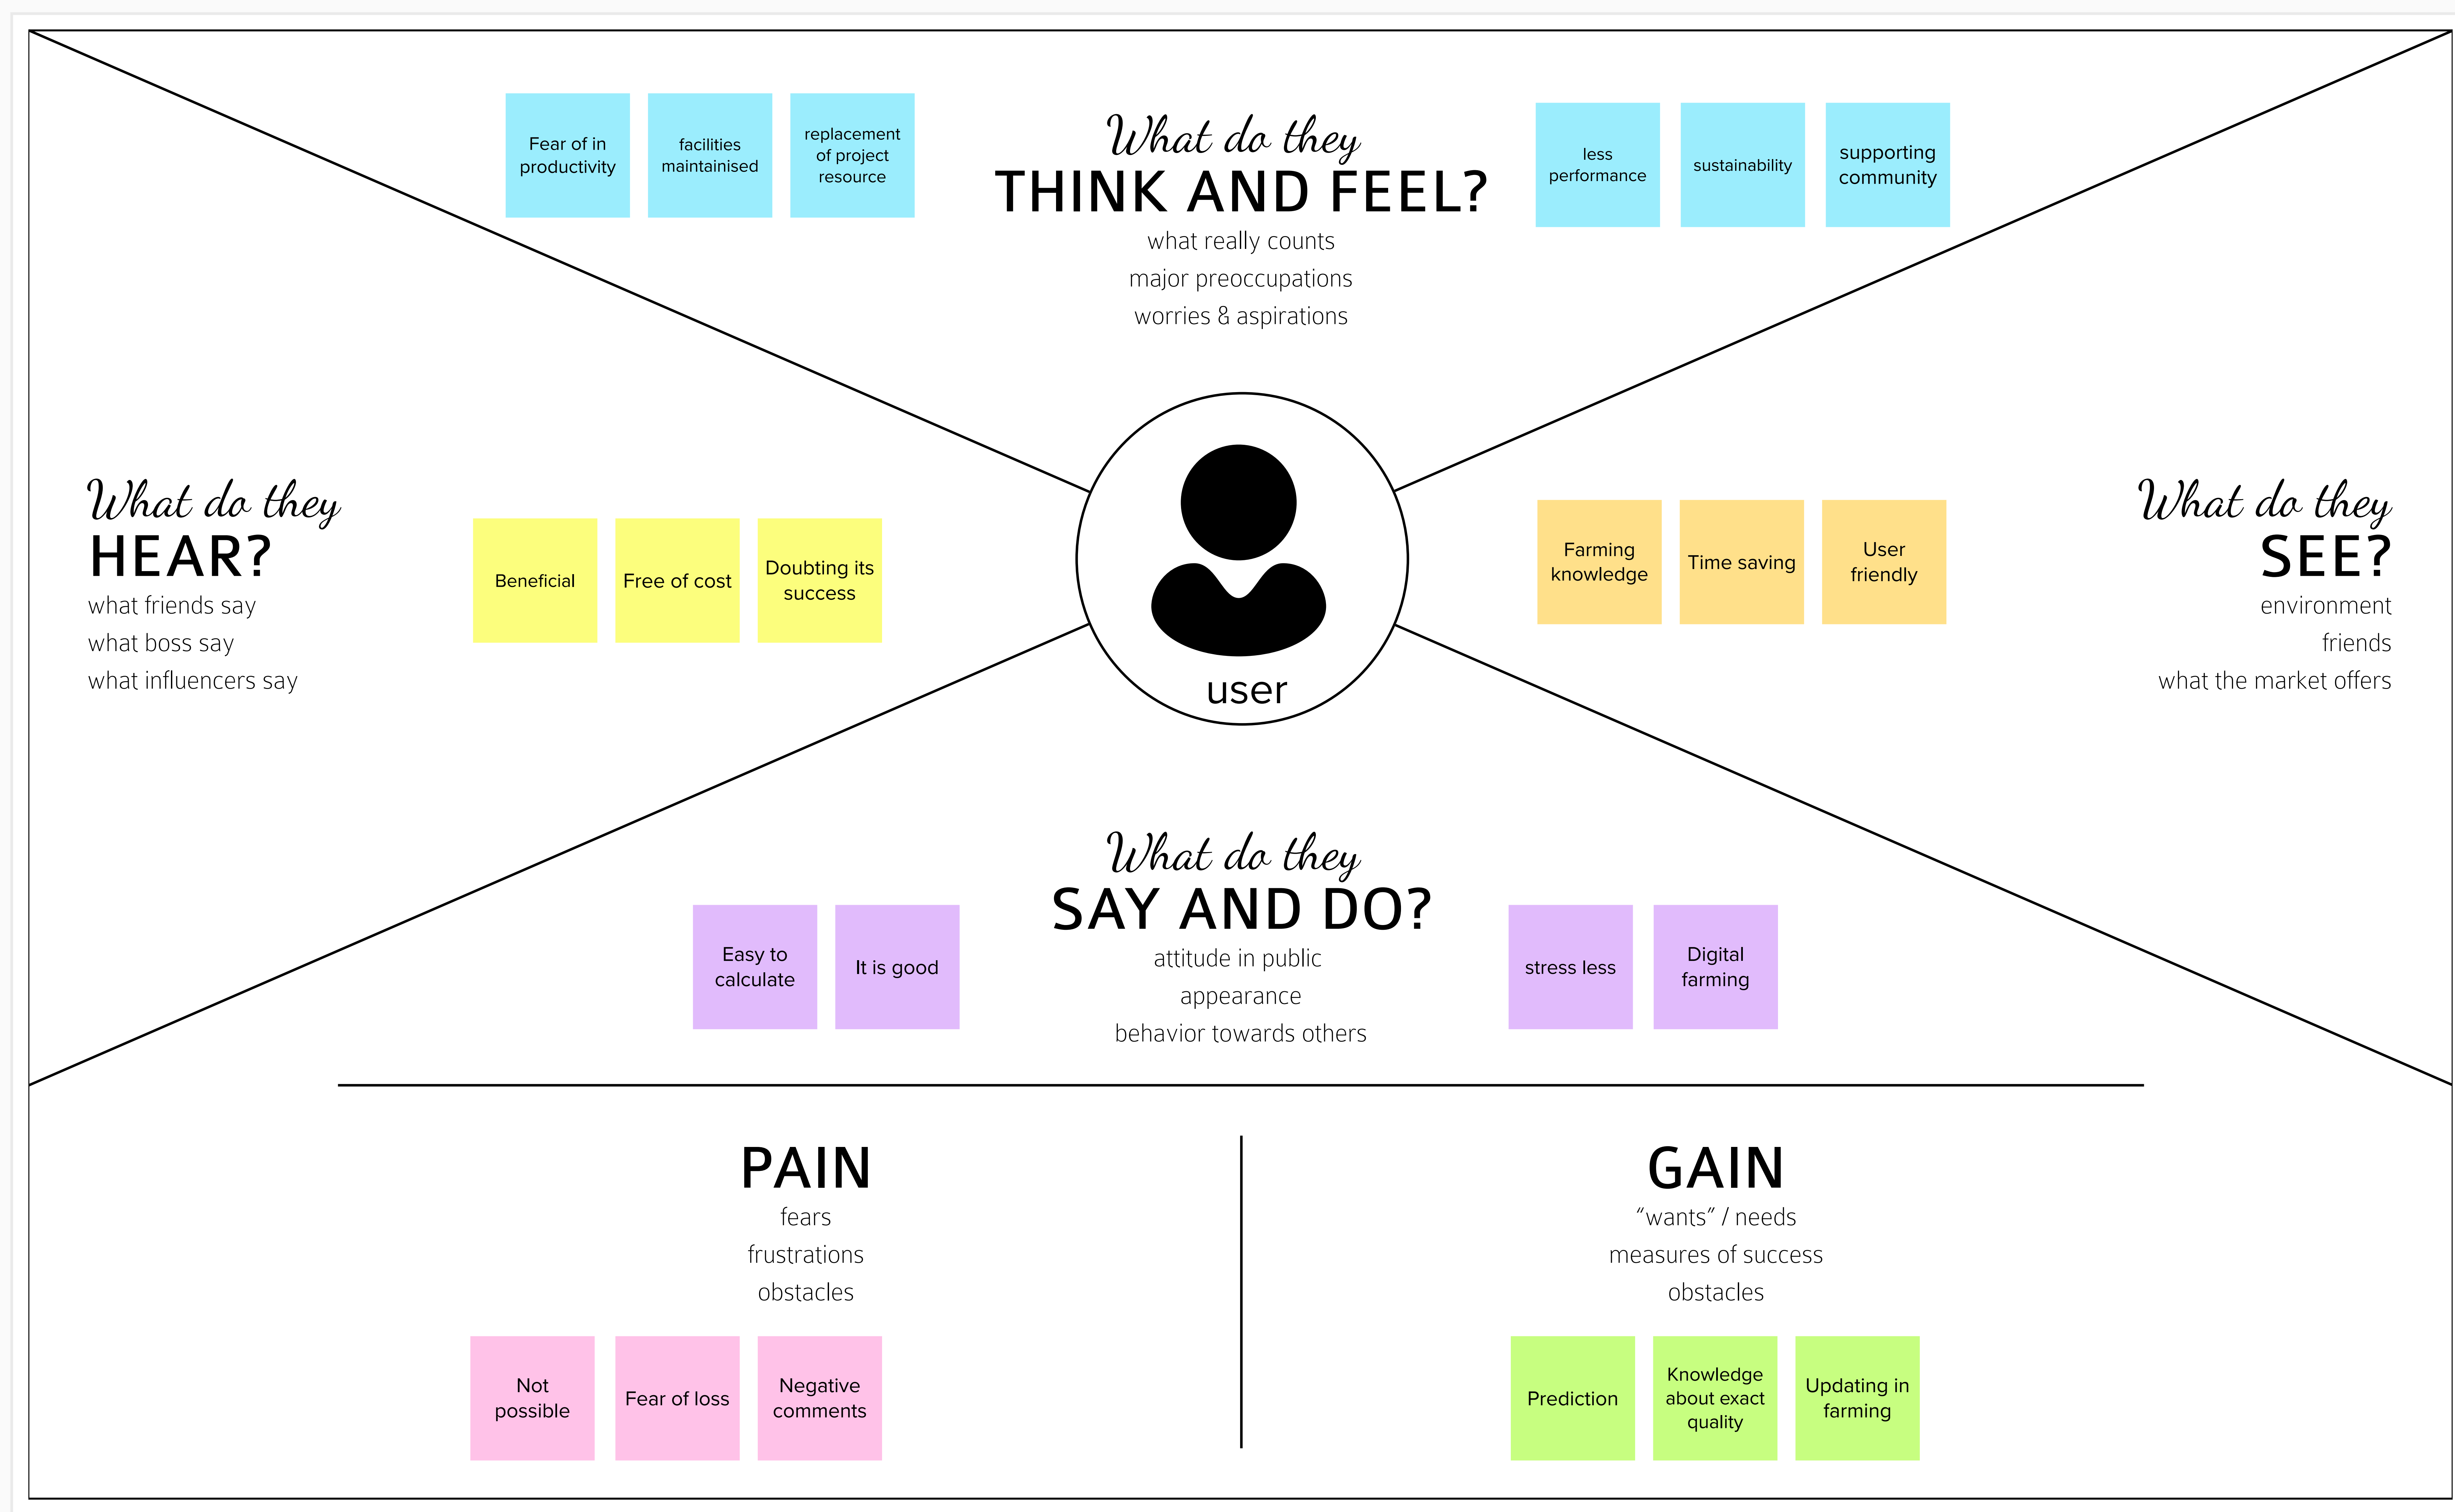 Fear of in
productivity
facilities
maintainised
replacement
of project
resource
What do they
THINK AND FEEL?
what really counts
major preoccupations
worries & aspirations
less
performance
sustainability
supporting
community
What do they
HEAR?
what friends say
what boss say
what influencers say
Beneficial
Free of cost
Doubting its
success
user
Farming
knowledge
Time saving
User
friendly
What do they
SEE?
environment
friends
what the market offers
What do they
SAY AND DO?
attitude in public
appearance
behavior towards others
Easy to
calculate
It is good
stress less
Digital
farming
PAIN
fears
frustrations
obstacles
Not
possible
Fear of loss
Negative
comments
GAIN
“wants” / needs
measures of success
obstacles
Prediction
Knowledge
about exact
quality
Updating in
farming